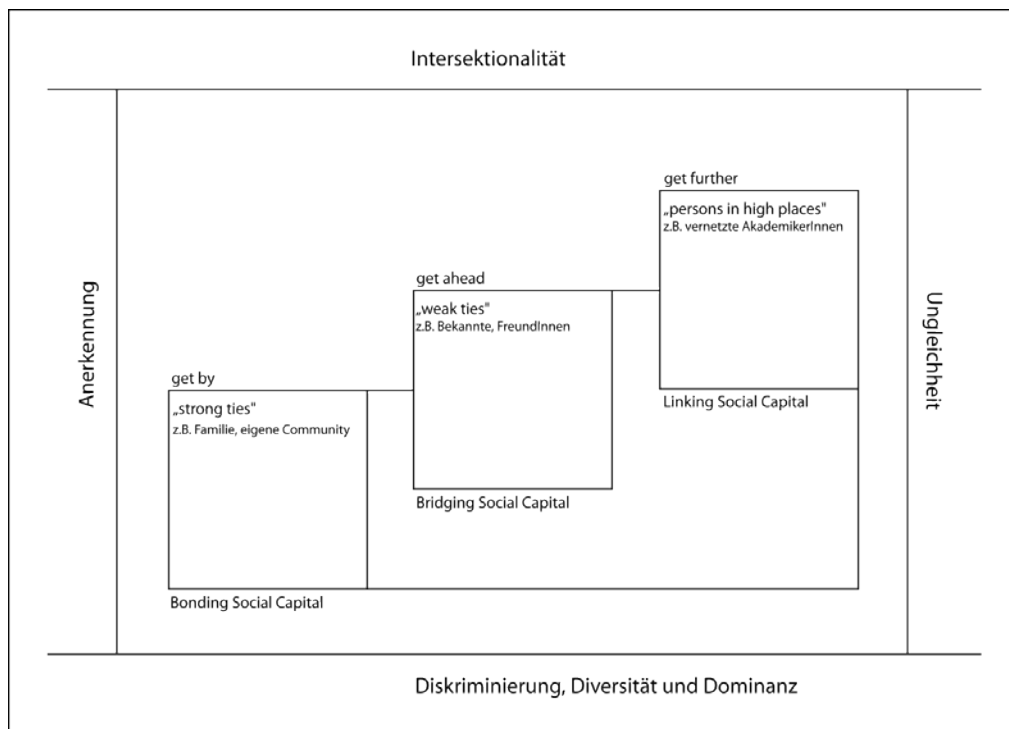 Intersektionalität
get further
„persons in high places"
z.B. vernetzte AkademikerInnen
get ahead
„weak ties"
z.B. Bekannte, FreundInnen
Anerkennung
Ungleichheit
get by
„strong ties"
z.B. Familie, eigene Community
Linking Social Capital
Bridging Social Capital
Bonding Social Capital
Diskriminierung, Diversität und Dominanz